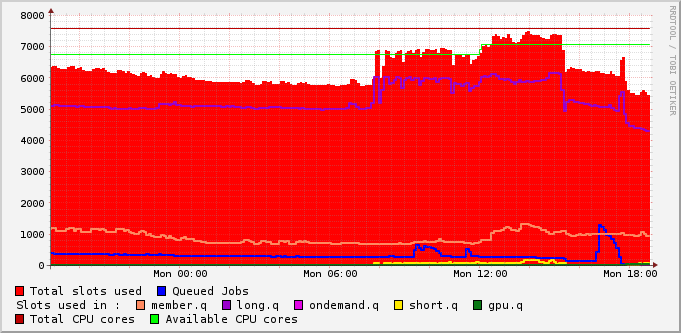 RRDTOOL / TOBI OETIKER
8000
7000
6000
5000
4000
3000
2000
1000
0
Mon 00:00 Mon 06:00 Mon 12:00 Mon 18:00
Total slots used Queued Jobs
Slots used in : member.q long.q ondemand.q short.q gpu.q
Total CPU cores Available CPU cores